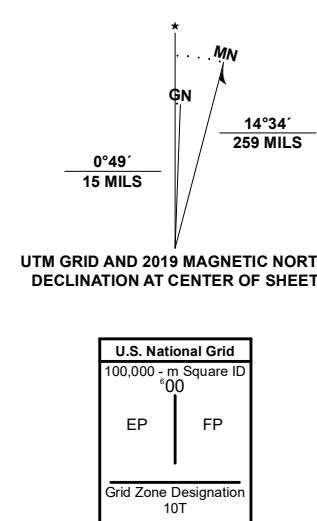 ★
MN
GN
14°34´
259 MILS
0°49´
15 MILS
UTM GRID AND 2019 MAGNETIC NORT
DECLINATION AT CENTER OF SHEET
U.S. National Grid
100,000 - m Square ID
⁶00
EP FP
Grid Zone Designation
10T